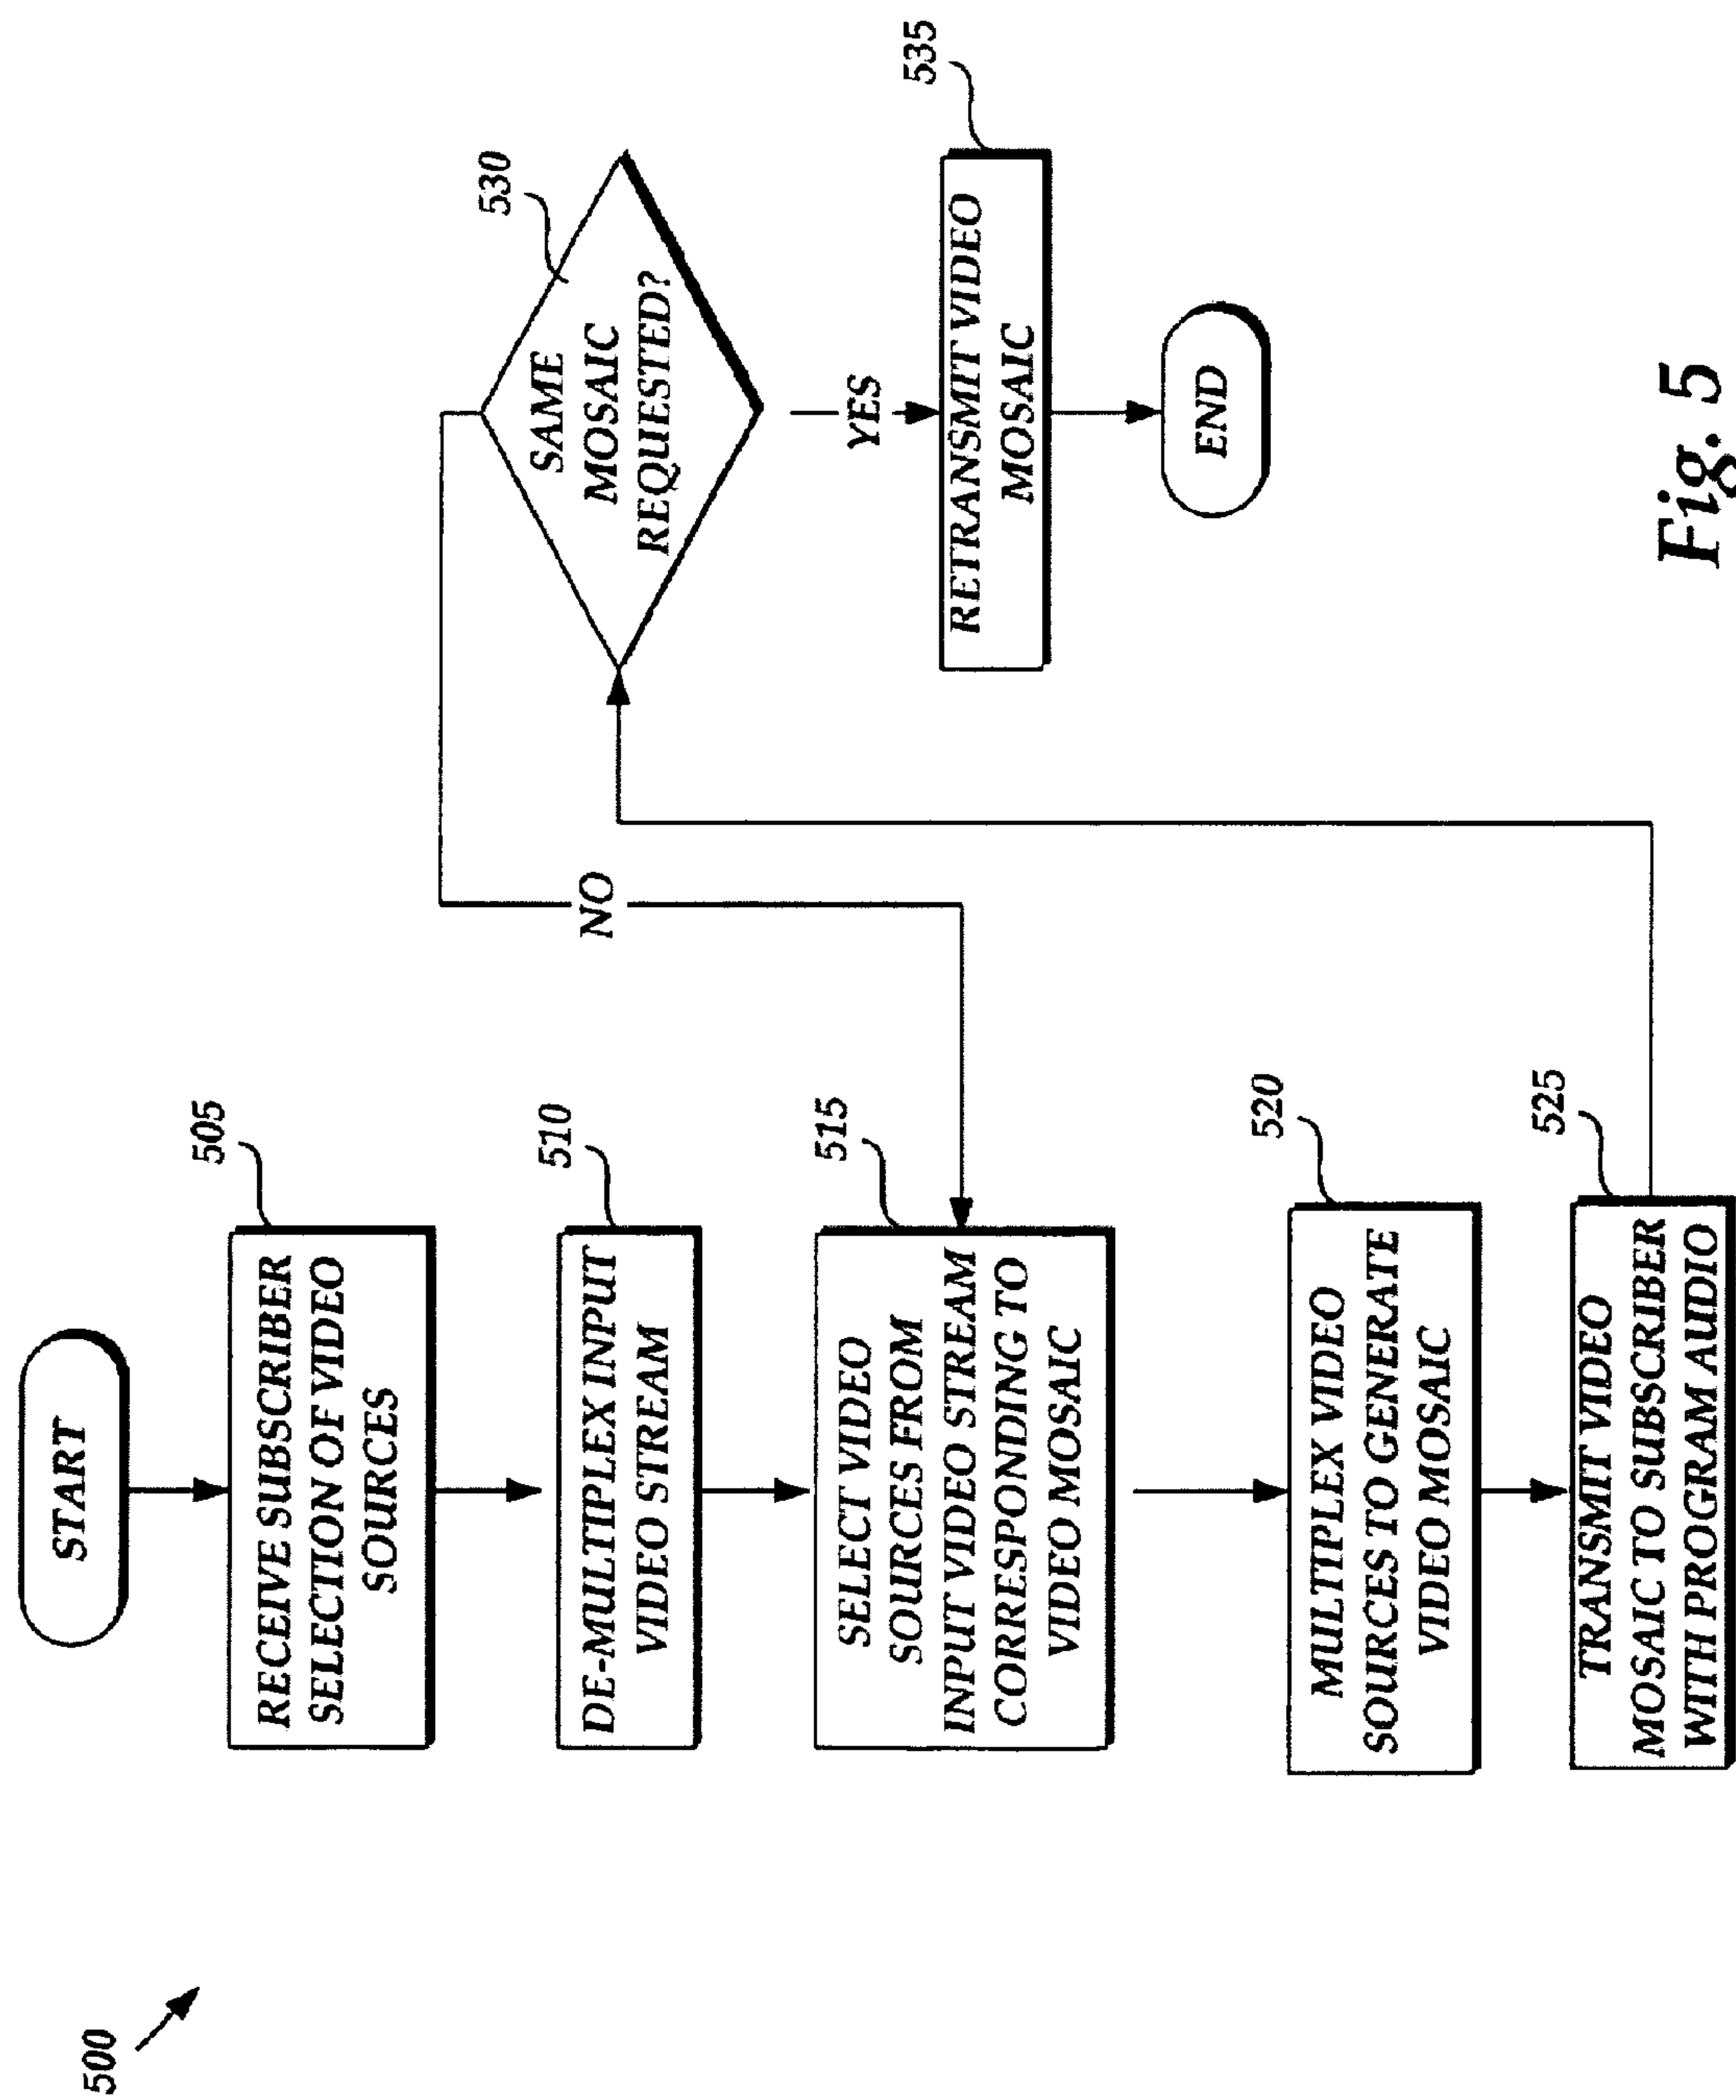 500
START
505
RECEIVE SUBSCRIBER
SELECTION OF VIDEO
SOURCES
510
DE-MULTIPLEX INPUT
VIDEO STREAM
515
SELECT VIDEO
SOURCES FROM
INPUT VIDEO STREAM
CORRESPONDING TO
VIDEO MOSAIC
520
MULTIPLEX VIDEO
SOURCES TO GENERATE
VIDEO MOSAIC
525
TRANSMIT VIDEO
MOSAIC TO SUBSCRIBER
WITH PROGRAM AUDIO
530
SAME
MOSAIC
REQUESTED?
NO
YES
535
RETRANSMIT VIDEO
MOSAIC
END
Fig. 5